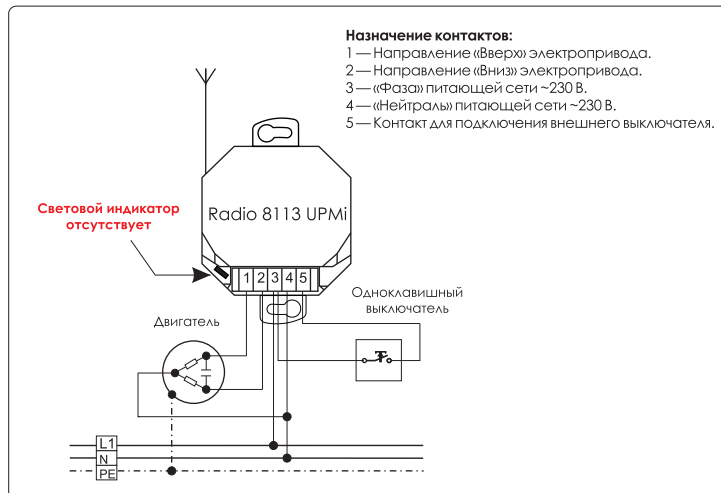 Назначение контактов:
1 — Направление «Вверх» электропривода.
2 — Направление «Вниз» электропривода.
3 — «Фаза» питающей сети ~230 В.
4 — «Нейтраль» питающей сети ~230 В.
5 — Контакт для подключения внешнего выключателя.
Radio 8113 UPMi
Световой индикатор
отсутствует
1 2 3 4 5
Одноклавишный
выключатель
Двигатель
L1
N
PE